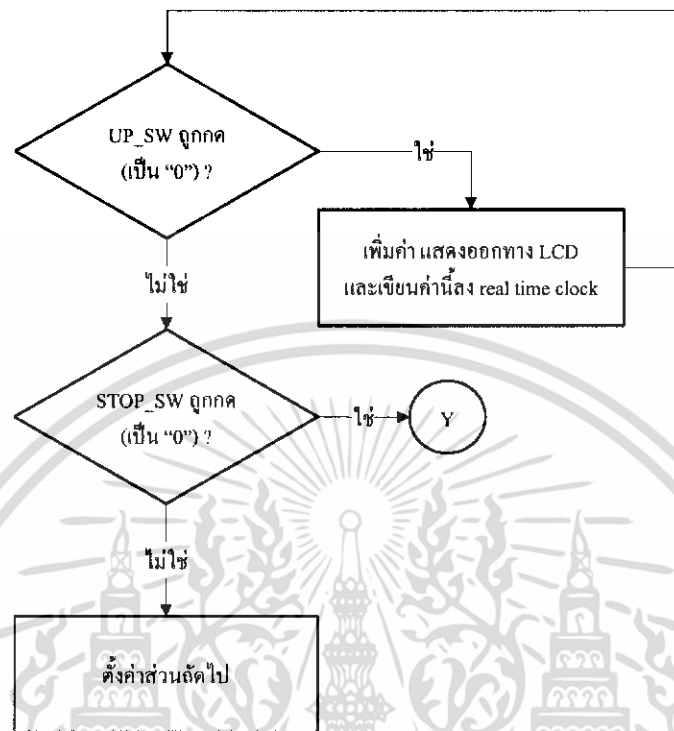 UP_SW ถูกกด
(เป็น “0”) ?
ใช่
เพิ่มค่า แสดงออกทาง LCD
และเขียนค่านี้ลง real time clock
ไม่ใช่
STOP_SW ถูกกด
(เป็น “0”) ?
ใช่
Y
ไม่ใช่
ตั้งค่าส่วนถัดไป